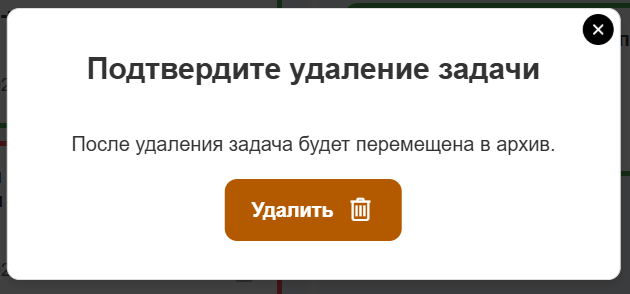 Подтвердите удаление задачи
После удаления задача будет перемещена в архив.
Удалить